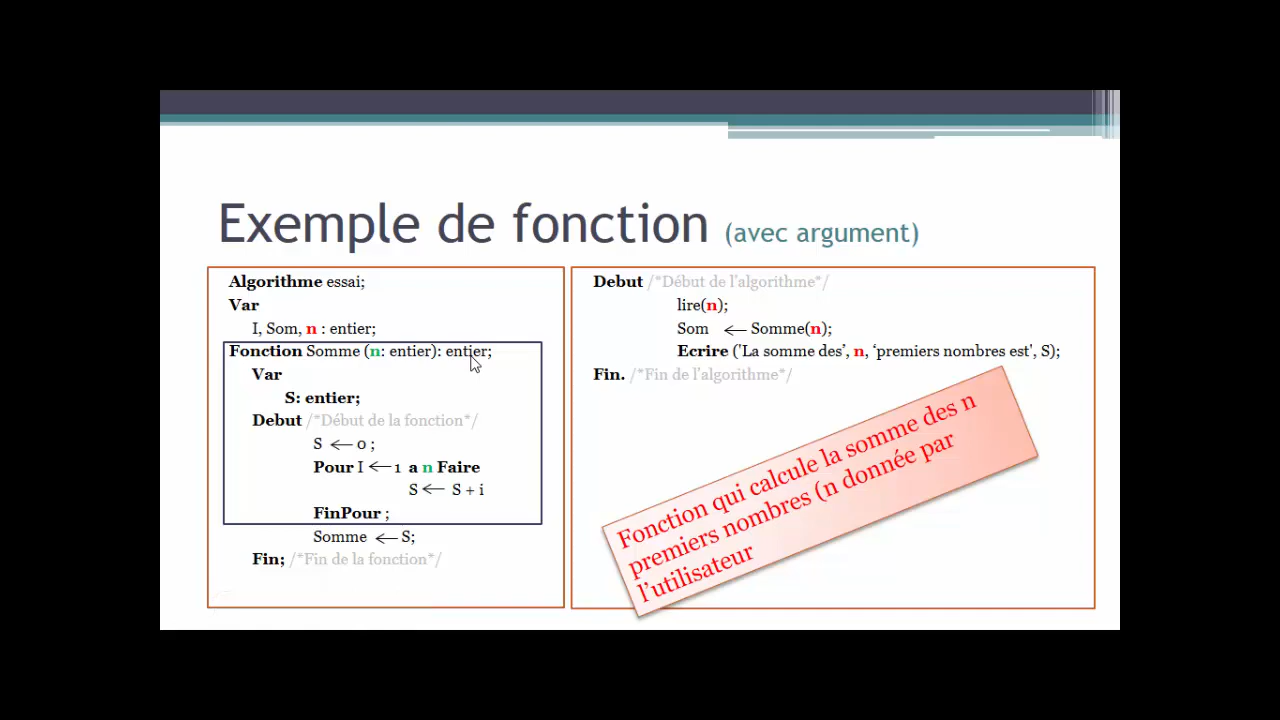 Exemple de fonction (avec argument)
Algorithme essai;
Var
I, Som, n : entier;
Fonction Somme (n: entier): entier;
Var
S: entier;
Debut /*Début de la fonction*/
S ← 0 ;
Pour I ← 1 a n Faire
S ← S + i
FinPour ;
Somme ← S;
Fin; /*Fin de la fonction*/
Debut /*Début de l'algorithme*/
lire(n);
Som ← Somme(n);
Ecrire ('La somme des’, n, ‘premiers nombres est', S);
Fin. /*Fin de l'algorithme*/
Fonction qui calcule la somme des n
premiers nombres (n donnée par
l’utilisateur